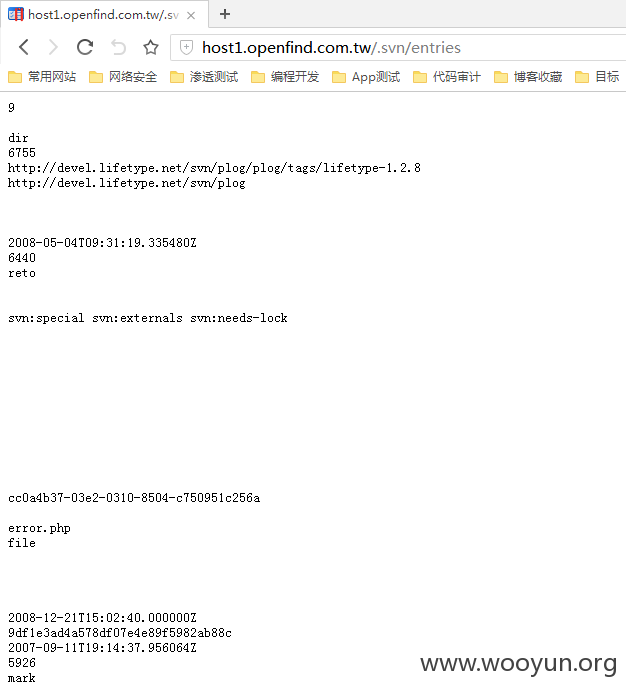 host1.openfind.com.tw/.sv
host1.openfind.com.tw/.svn/entries
常用网站 网络安全 渗透测试 编程开发 App测试 代码审计 博客收藏 目标
9
dir
6755
http://devel.lifetype.net/svn/plog/plog/tags/lifetype-1.2.8
http://devel.lifetype.net/svn/plog
2008-05-04T09:31:19.335480Z
6440
reto
svn:special svn:externals svn:needs-lock
cc0a4b37-03e2-0310-8504-c750951c256a
error.php
file
2008-12-21T15:02:40.000000Z
9df1e3ad4a578df07e4e89f5982ab88c
2007-09-11T19:14:37.956064Z
5926
mark
www.wooyun.org